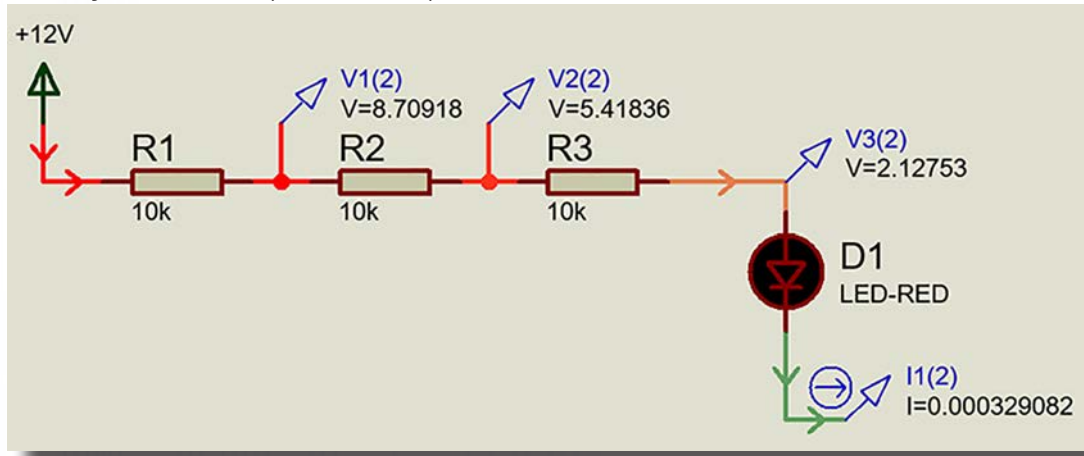 +12V
V1(2)
V=8.70918
V2(2)
V=5.41836
V3(2)
V=2.12753
R1
10k
R2
10k
R3
10k
D1
LED-RED
I1(2)
I=0.000329082